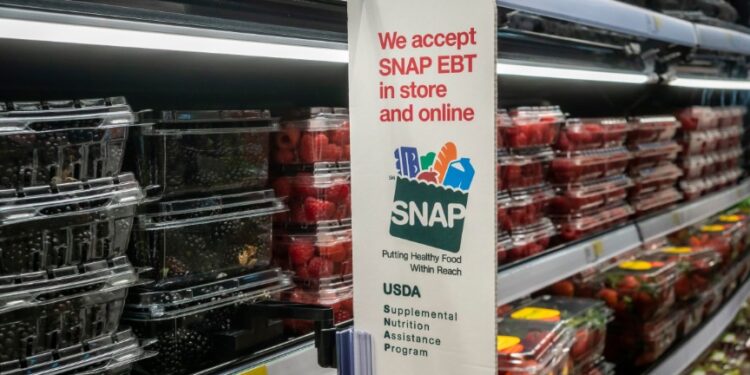 We accept
SNAP EBT
in store
and online
SNAP
Putting Healthy Food
Within Reach
USDA
Supplemental
Nutrition
Assistance
Program